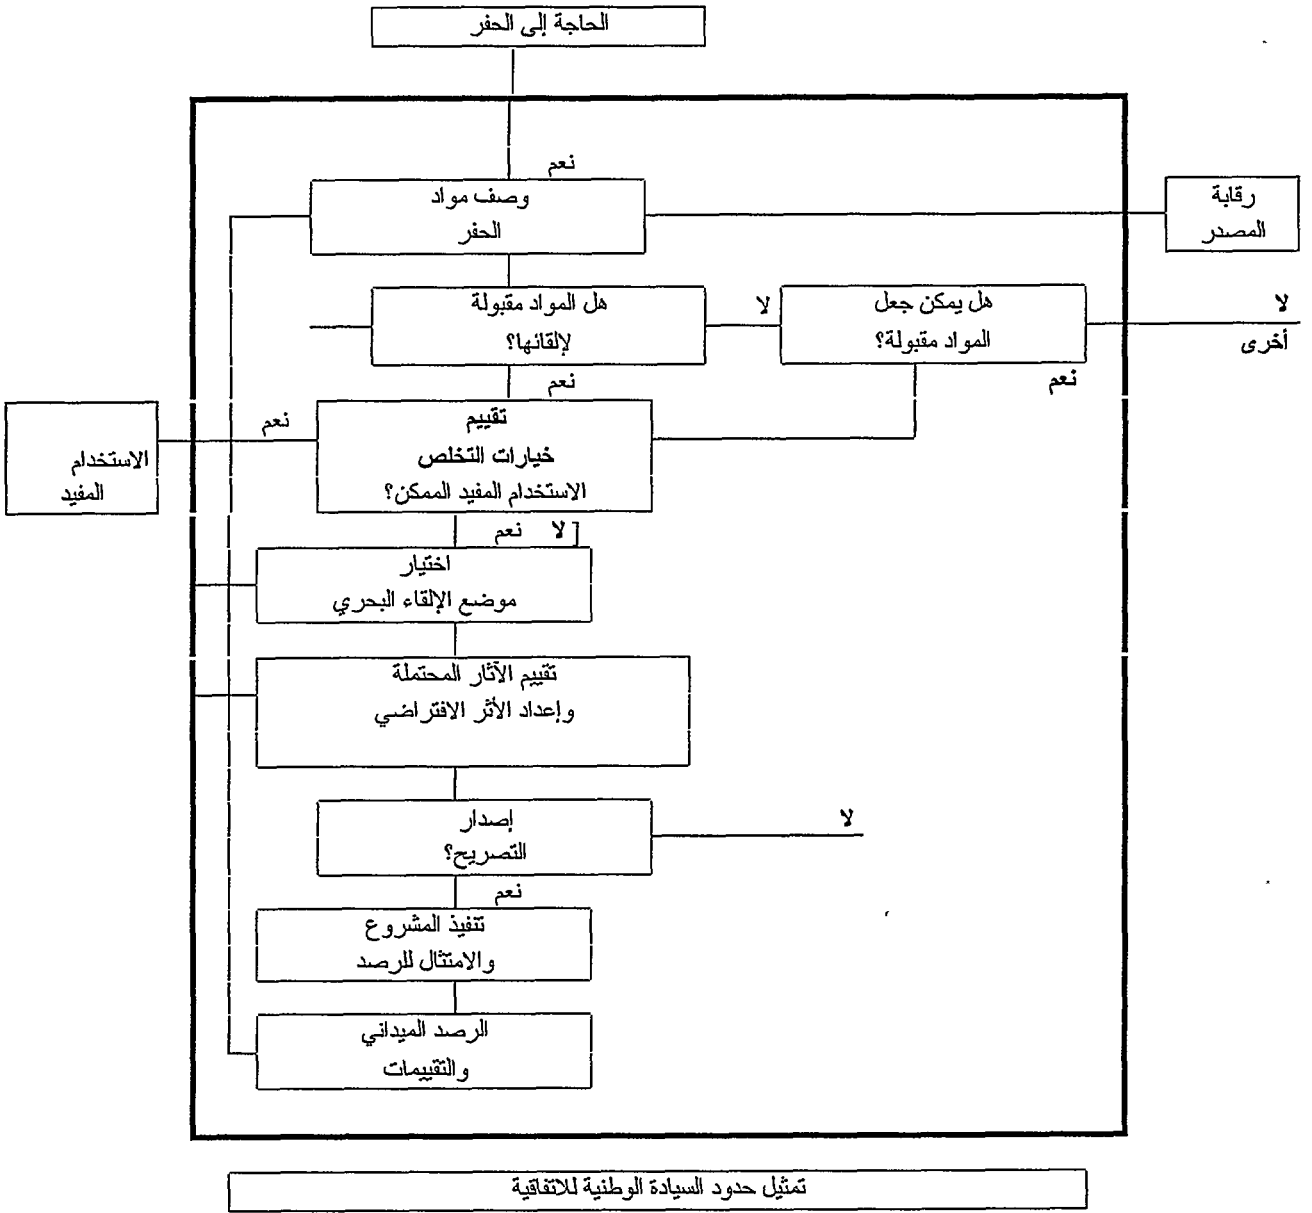 الحاجة إلى الحفر
نعم
وصف مواد
الحفر
رقابة
المصدر
هل المواد مقبولة
لإلقائها؟
لا
هل يمكن جعل
المواد مقبولة؟
لا
أخرى
نعم
نعم
تقييم
خيارات التخلص
الاستخدام المفيد الممكن؟
نعم
الاستخدام
المفيد
لا] نعم
اختيار
موضع الإلقاء البحري
تقييم الآثار المحتملة
وإعداد الأثر الافتراضي
إصدار
التصريح؟
لا
نعم
تنفيذ المشروع
والامتثال للرصد
الرصد الميداني
والتقييمات
تمثيل حدود السيادة الوطنية للاتفاقية